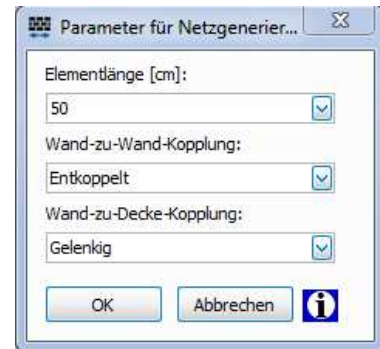 Parameter für Netzgenerier...
Elementlänge [cm]:
50
Wand-zu-Wand-Kopplung:
Entkoppelt
Wand-zu-Decke-Kopplung:
Gelenkig
OK
Abbrechen
i